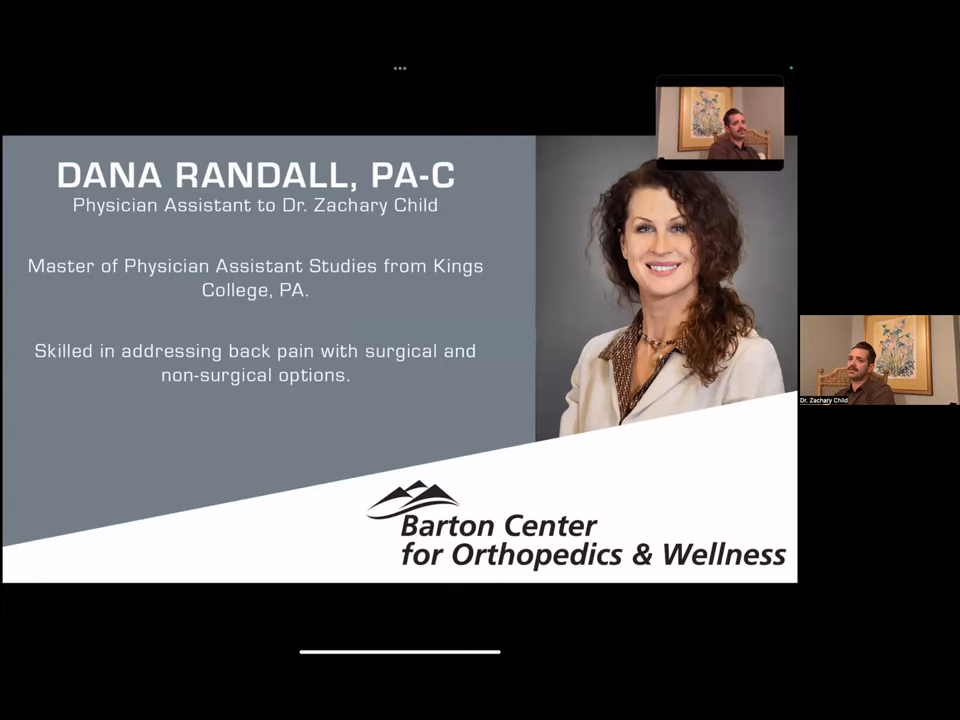 DANA RANDALL, PA-C
Physician Assistant to Dr. Zachary Child
Master of Physician Assistant Studies from Kings
College, PA.
Skilled in addressing back pain with surgical and
non-surgical options.
Dr. Zachary Child
Barton Center
for Orthopedics & Wellness